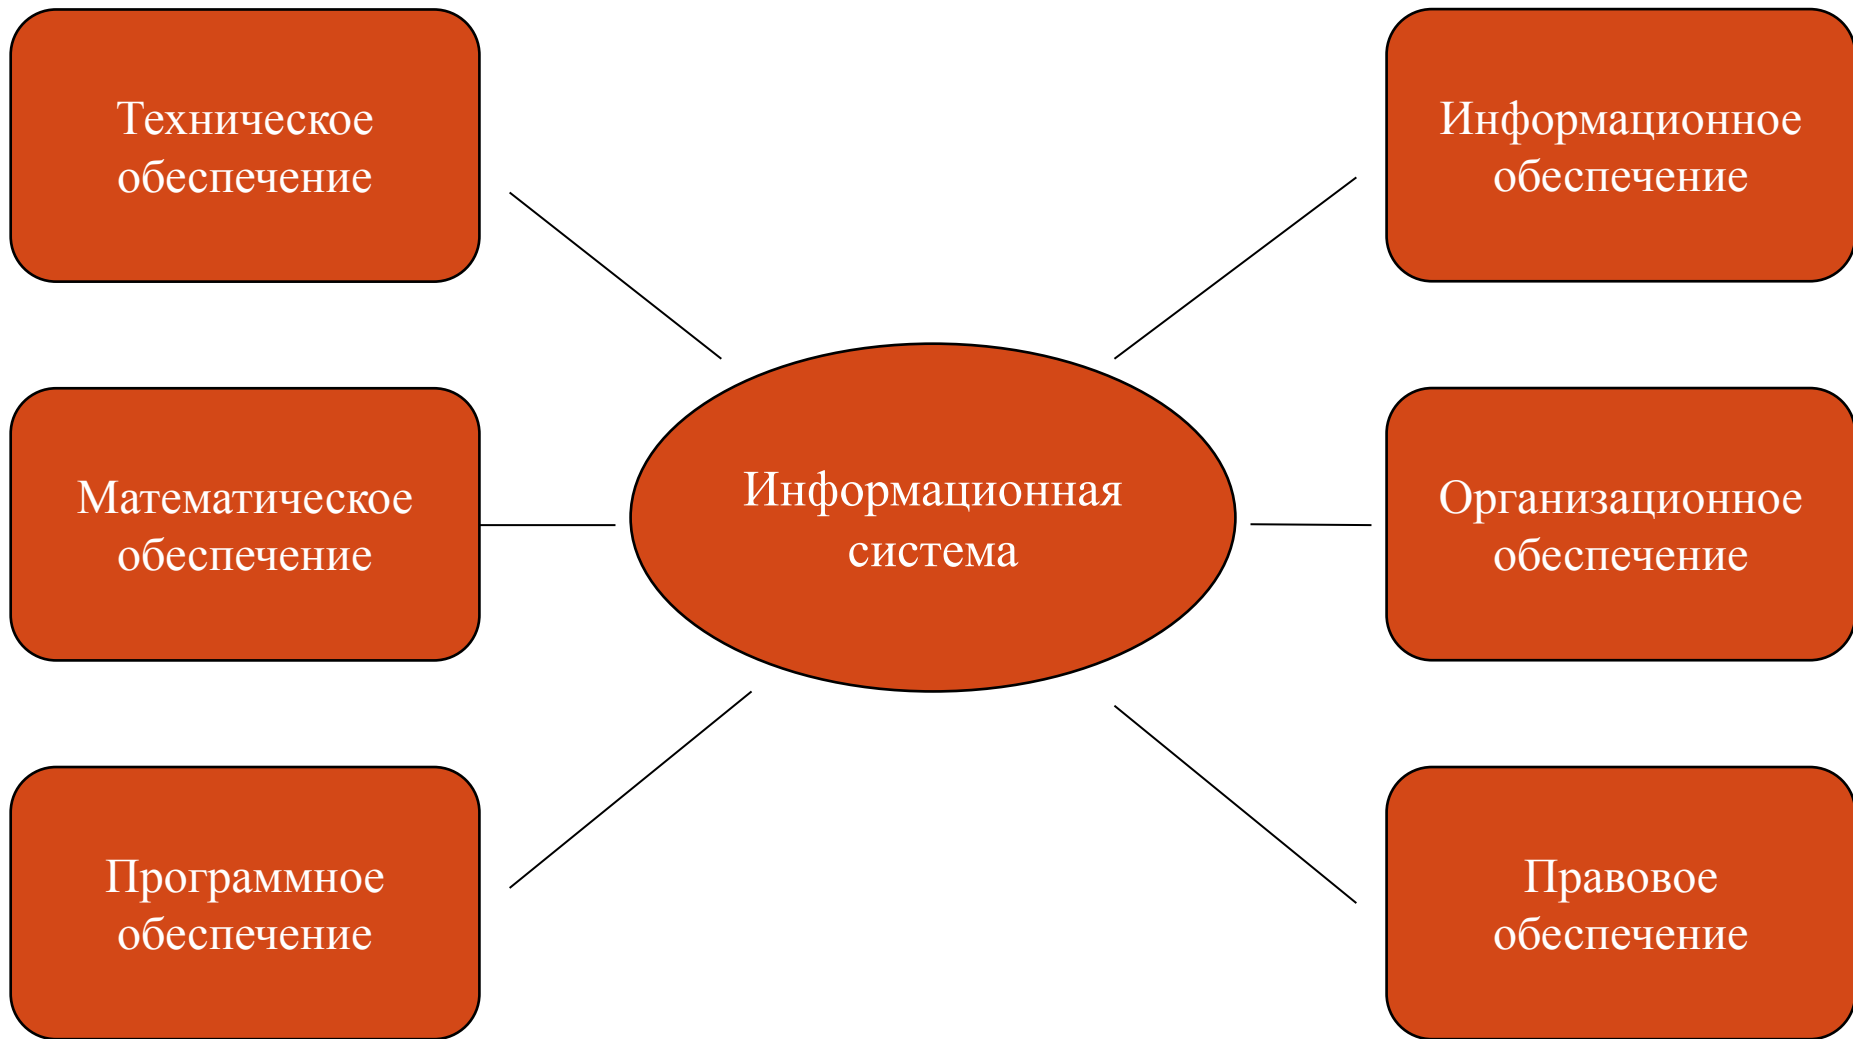 Техническое
обеспечение
Информационное
обеспечение
Математическое
обеспечение
Информационная
система
Организационное
обеспечение
Программное
обеспечение
Правовое
обеспечение